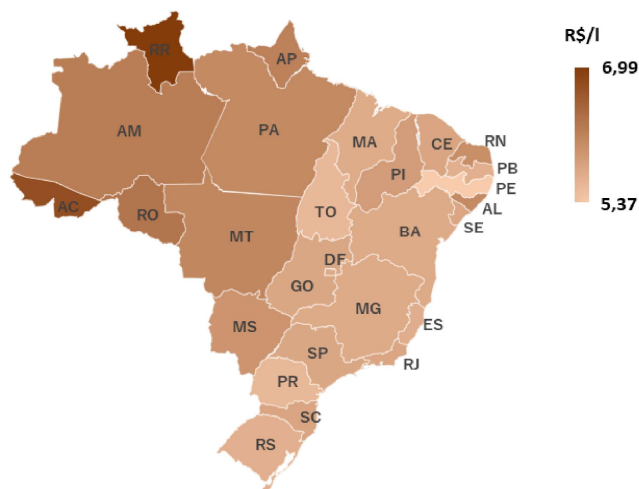 R$/l
6,99
5,37
RR
AP
AM
PA
MA
CE
RN
PB
PI
PE
AC
AL
RO
TO
SE
MT
BA
DF
GO
MG
MS
ES
SP
RJ
PR
SC
RS